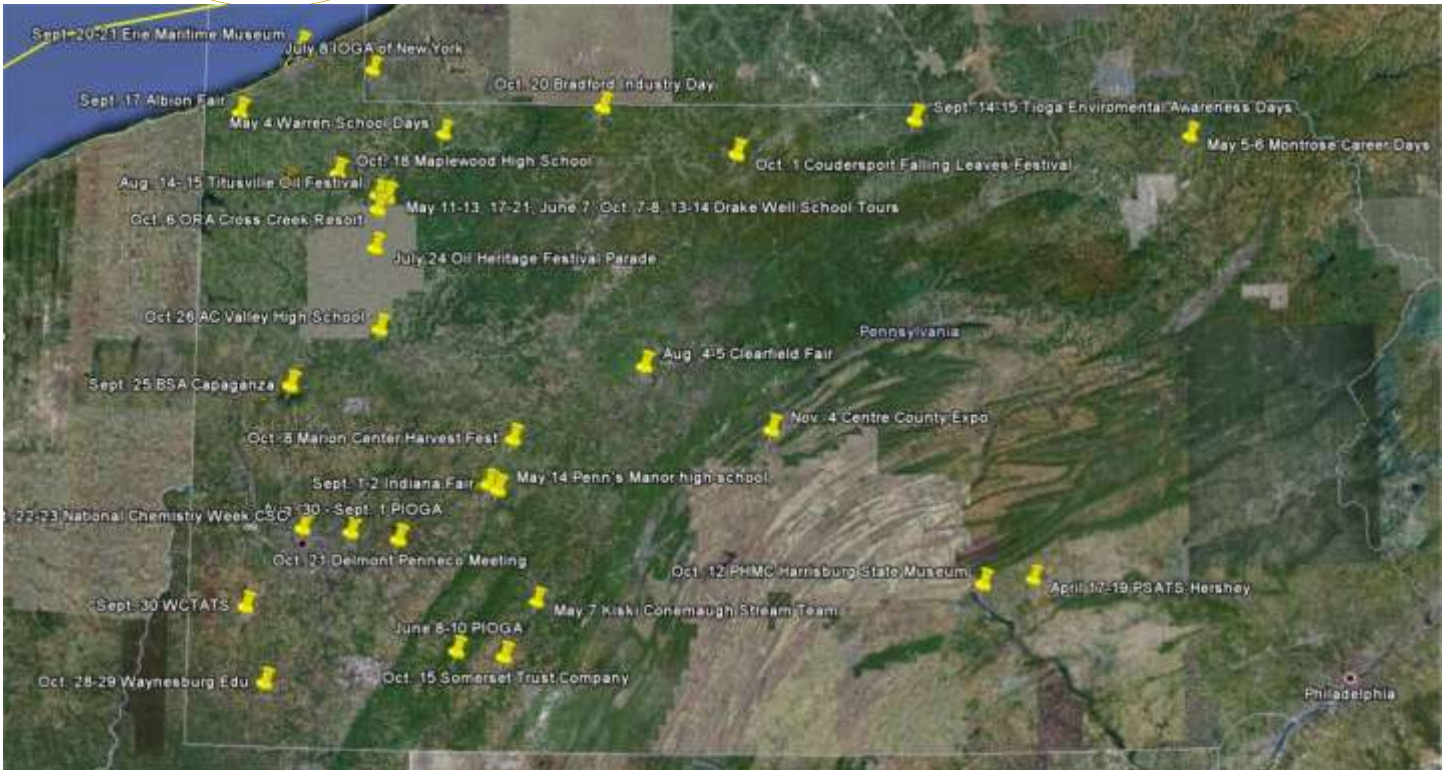 Sept. 20-21 Erie Maritime Museum
July 8 IOGA of New York
Oct. 20 Bradford Industry Day
Sept. 17 Albion Fair
Sept. 14-15 Tioga Enviromental Awareness Days
May 4 Warren School Days
May 5-6 Montrose Career Days
Oct. 18 Maplewood High School
Oct. 1 Coudersport Falling Leaves Festival
Aug. 14-15 Titusville Oil Festival
May 11-13, 17-21, June 7, Oct. 7-8, 13-14 Drake Well School Tours
Oct. 6 ORA Cross Creek Resort
July 24 Oil Heritage Festival Parade
Oct 26 AC Valley High School
Pennsylvania
Aug. 4-5 Clearfield Fair
Sept. 25 BSA Capaganza
Nov. 4 Centre County Expo
Oct. 8 Marion Center Harvest Fest
May 14 Penn's Manor high school
Sept. 1-2 Indiana Fair
Aug. 30 - Sept. 1 PIOGA
t. 22-23 National Chemistry Week CSC
Oct. 21 Delmont Penneco Meeting
Oct. 12 PHMC Harrisburg State Museum
April 17-19 PSATS Hershey
Sept. 30 WCTATS
May 7 Kiski Conemaugh Stream Team
June 8-10 PIOGA
Oct. 28-29 Waynesburg Edu
Oct. 15 Somerset Trust Company
Philadelphia